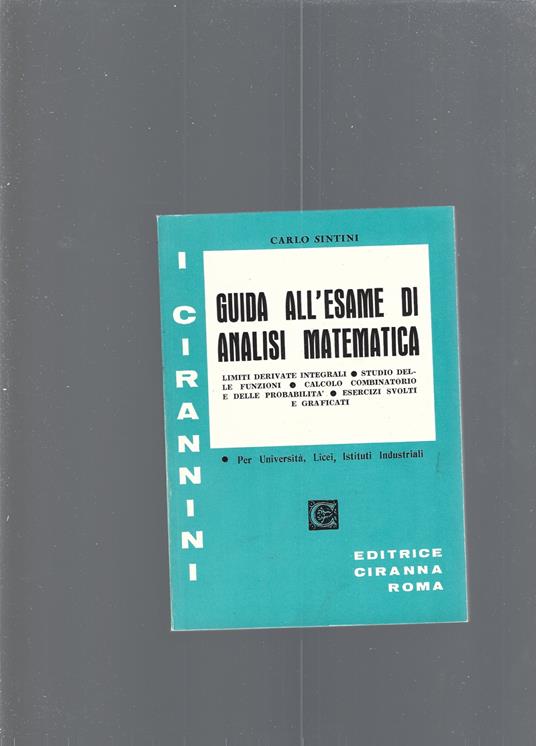 CARLO SINTINI
I CIRANNINI
GUIDA ALL'ESAME DI
ANALISI MATEMATICA
LIMITI DERIVATE INTEGRALI ● STUDIO DEL-
LE FUNZIONI ● CALCOLO COMBINATORIO
E DELLE PROBABILITA' ● ESERCIZI SVOLTI
E GRAFICATI
● Per Università, Licei, Istituti Industriali
EDITRICE
CIRANNA
ROMA